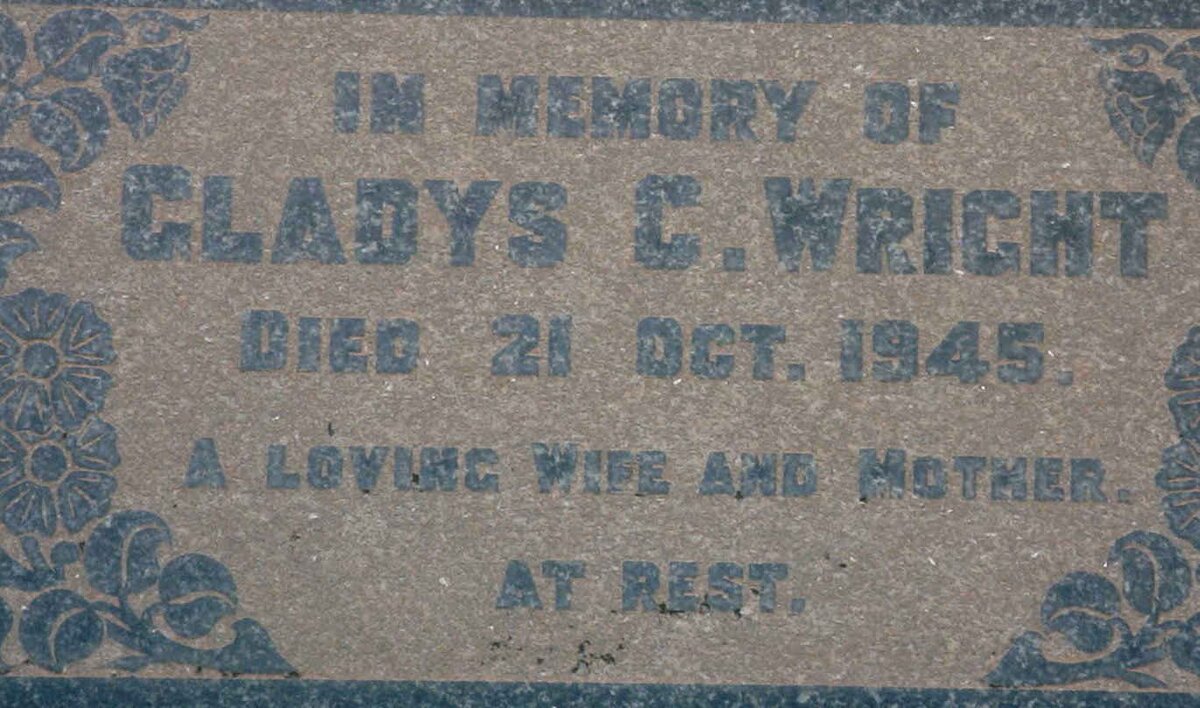 IN MEMORY OF
GLADYS C. WRIGHT
DIED 21 OCT. 1945.
A LOVING WIFE AND MOTHER.
AT REST.